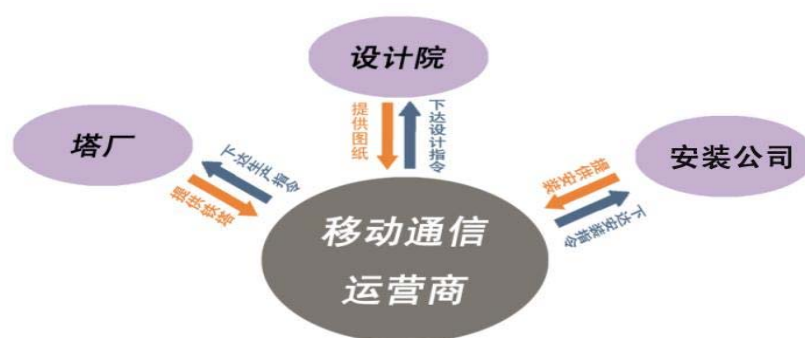 设计院
提供图纸
下达设计指令
塔厂
下达生产指令
提供铁塔
安装公司
提供安装
下达安装指令
移动通信
运营商